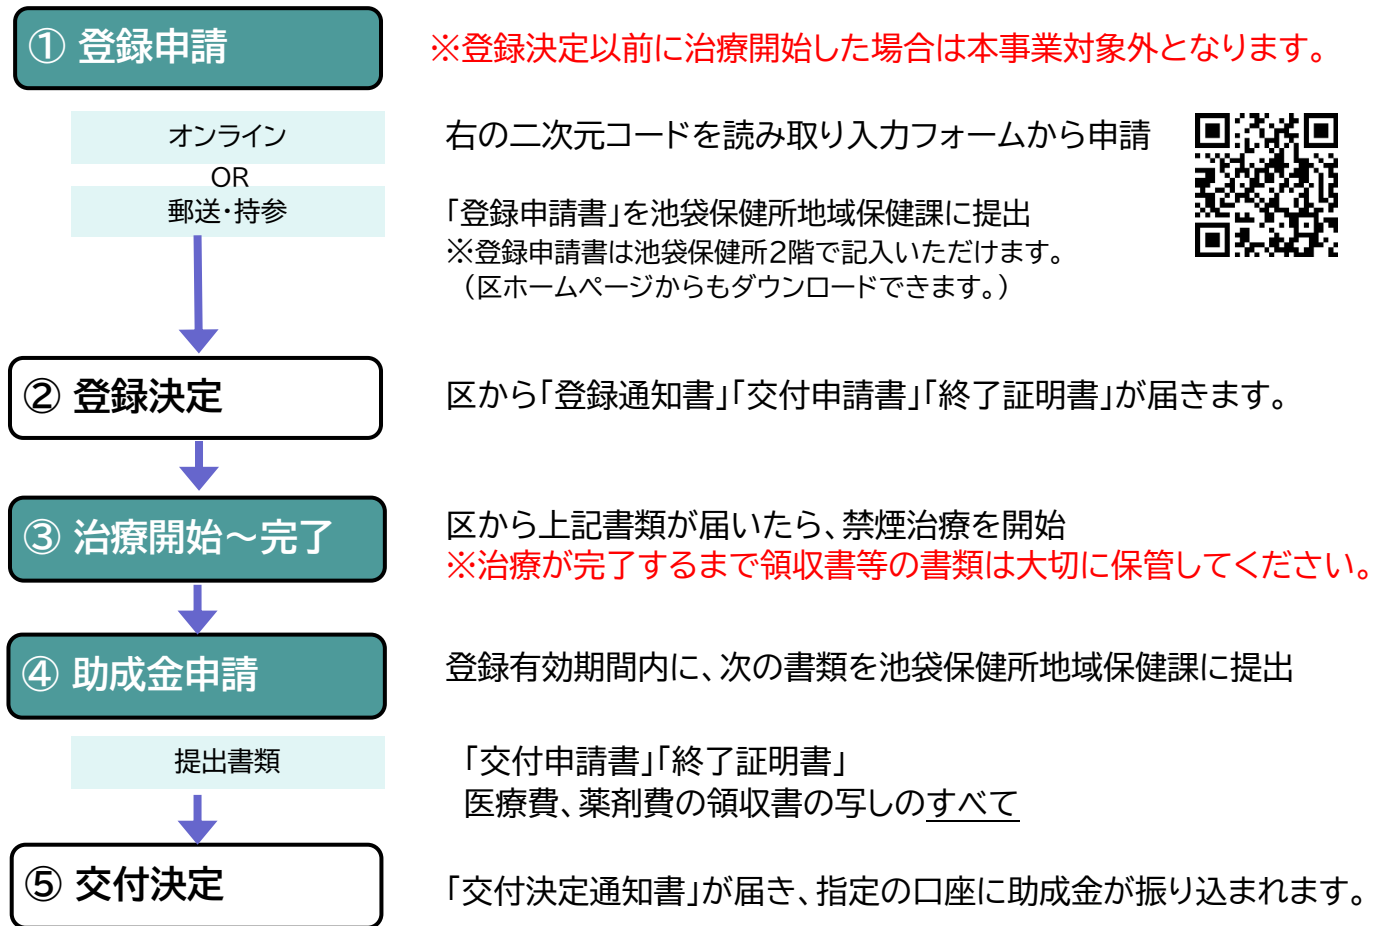 ① 登録申請
※登録決定以前に治療開始した場合は本事業対象外となります。
オンライン
右の二次元コードを読み取り入力フォームから申請
OR
郵送・持参
「登録申請書」を池袋保健所地域保健課に提出
※登録申請書は池袋保健所2階で記入いただけます。
（区ホームページからもダウンロードできます。）
② 登録決定
区から「登録通知書」「交付申請書」「終了証明書」が届きます。
③ 治療開始～完了
区から上記書類が届いたら、禁煙治療を開始
※治療が完了するまで領収書等の書類は大切に保管してください。
④ 助成金申請
登録有効期間内に、次の書類を池袋保健所地域保健課に提出
提出書類
「交付申請書」「終了証明書」
医療費、薬剤費の領収書の写しのすべて
⑤ 交付決定
「交付決定通知書」が届き、指定の口座に助成金が振り込まれます。